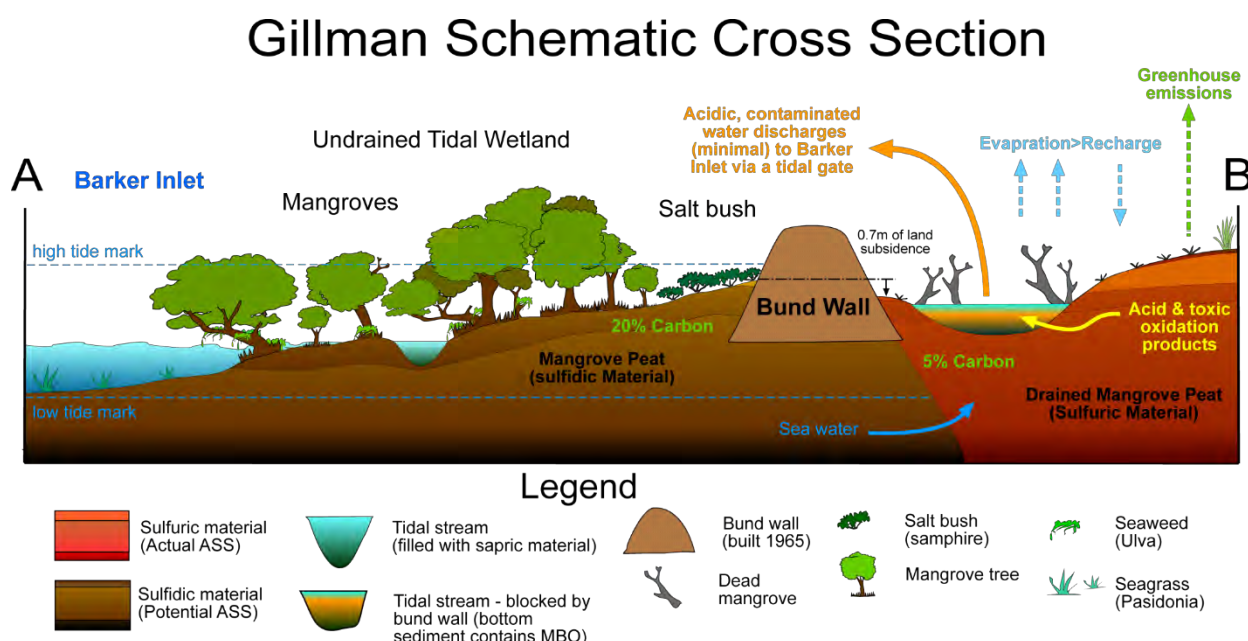 Gillman Schematic Cross Section
Greenhouse
emissions
Acidic, contaminated
water discharges
(minimal) to Barker
Inlet via a tidal gate
Undrained Tidal Wetland
Evapration>Recharge
A
Barker Inlet
B
Mangroves
Salt bush
0.7m of land
subsidence
high tide mark
Bund Wall
Acid & toxic
oxidation
products
20% Carbon
Mangrove Peat
(sulfidic Material)
5% Carbon
Drained Mangrove Peat
(Sulfuric Material)
low tide mark
Sea water
Legend
Sulfuric material
(Actual ASS)
Sulfidic material
(Potential ASS)
Tidal stream
(filled with sapric material)
Tidal stream - blocked by
bund wall (bottom
sediment contains MBO)
Bund wall
(built 1965)
Dead
mangrove
Salt bush
(samphire)
Mangrove tree
Seaweed
(Ulva)
Seagrass
(Pasidonia)